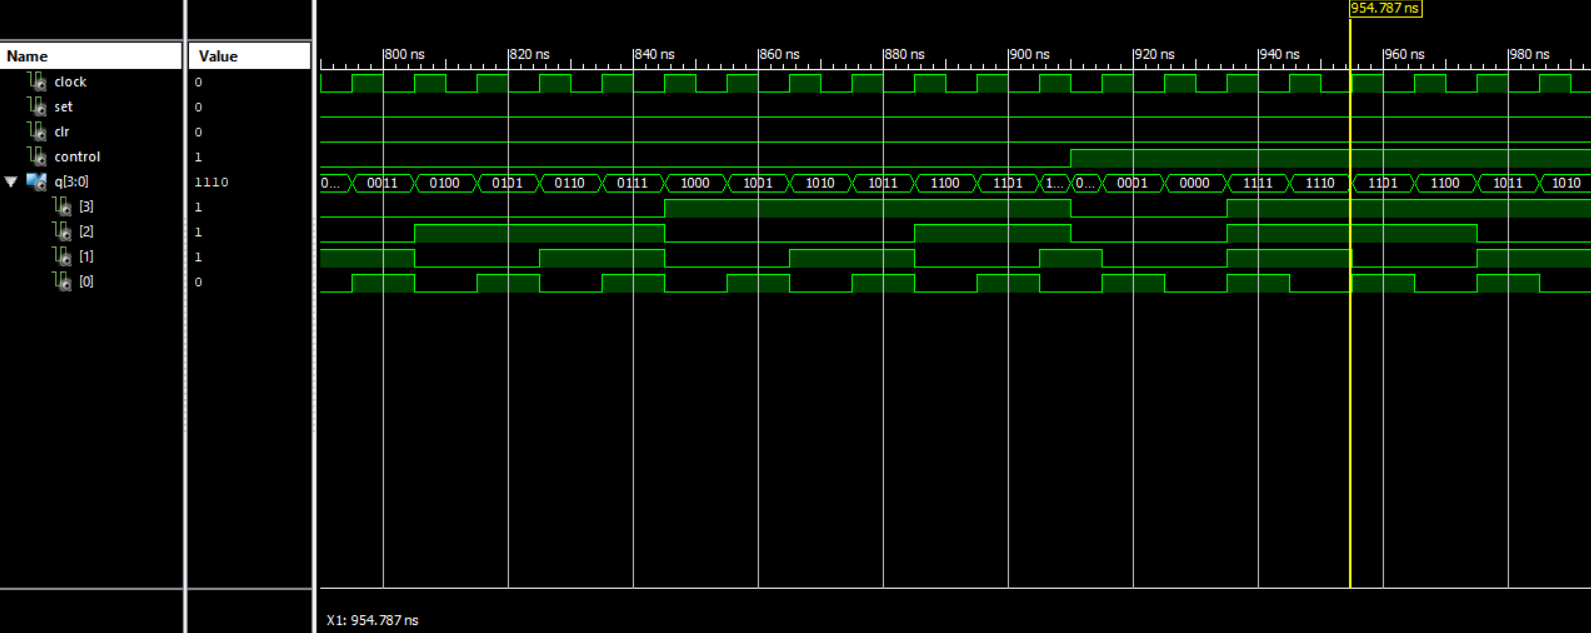 954.787 ns
Name Value
800 ns 820 ns 840 ns 860 ns 880 ns 900 ns 920 ns 940 ns 960 ns 980 ns
clock 0
set 0
clr 0
control 1
q[3:0] 1110 0... 0011 0100 0101 0110 0111 1000 1001 1010 1011 1100 1101 1... 0... 0001 0000 1111 1110 1101 1100 1011 1010
[3] 1
[2] 1
[1] 1
[0] 0
X1: 954.787 ns